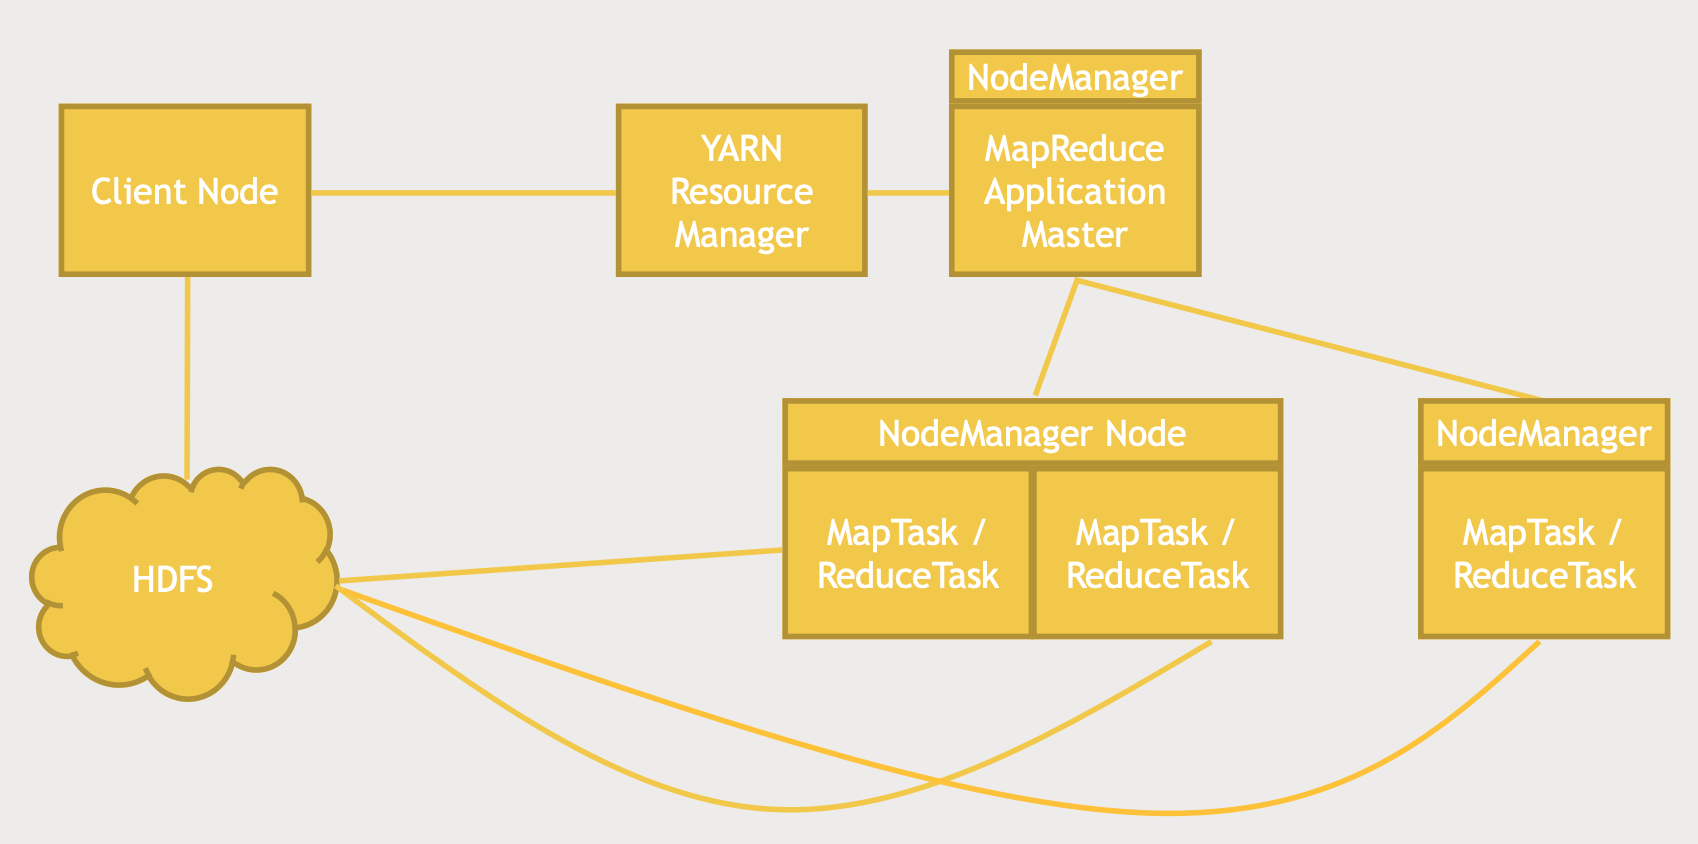 NodeManager
Client Node
YARN
Resource
Manager
MapReduce
Application
Master
NodeManager Node
NodeManager
HDFS
MapTask /
ReduceTask
MapTask /
ReduceTask
MapTask /
ReduceTask